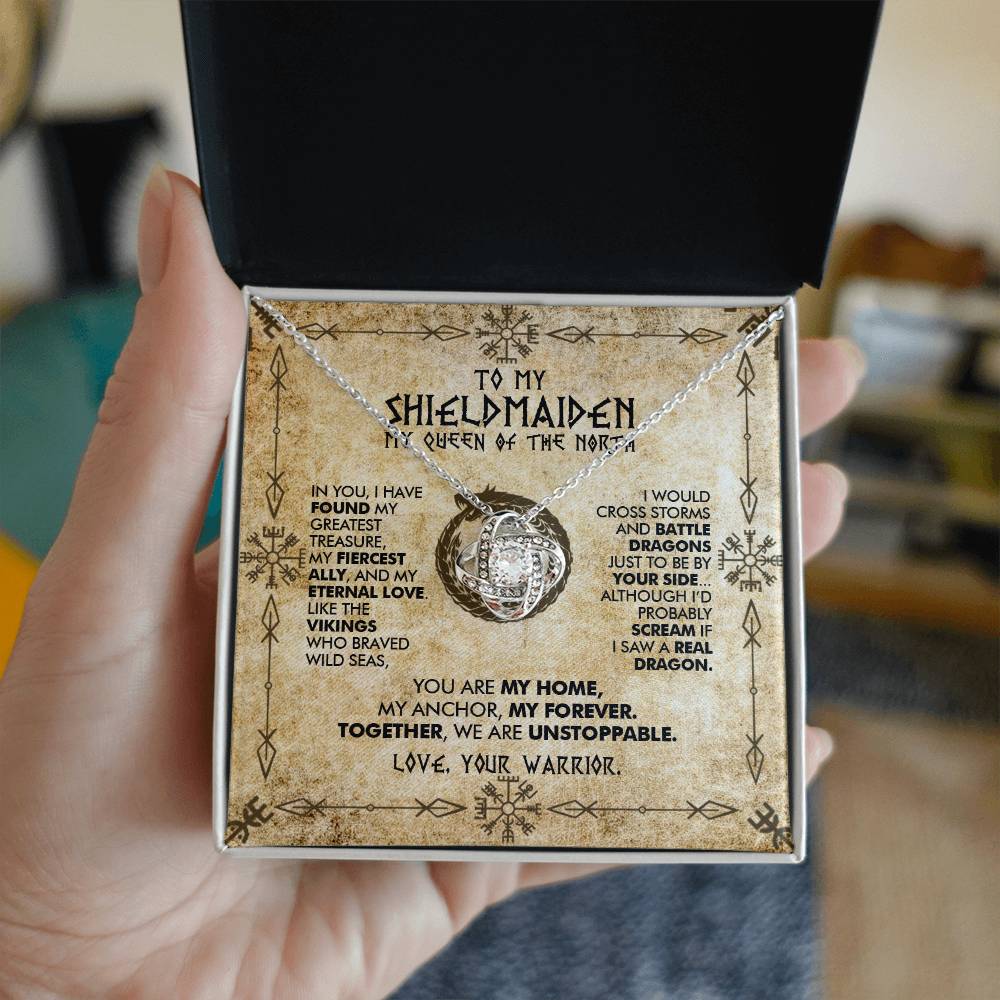 TO MY
SHIELDMAIDEN
MY QUEEN OF THE NORTH
IN YOU, I HAVE
FOUND MY
GREATEST
TREASURE,
MY FIERCEST
ALLY, AND MY
ETERNAL LOVE.
LIKE THE
VIKINGS
WHO BRAVED
WILD SEAS,
I WOULD
CROSS STORMS
AND BATTLE
DRAGONS
JUST TO BE BY
YOUR SIDE...
ALTHOUGH I'D
PROBABLY
SCREAM IF
I SAW A REAL
DRAGON.
YOU ARE MY HOME,
MY ANCHOR, MY FOREVER.
TOGETHER, WE ARE UNSTOPPABLE.
LOVE, YOUR WARRIOR.